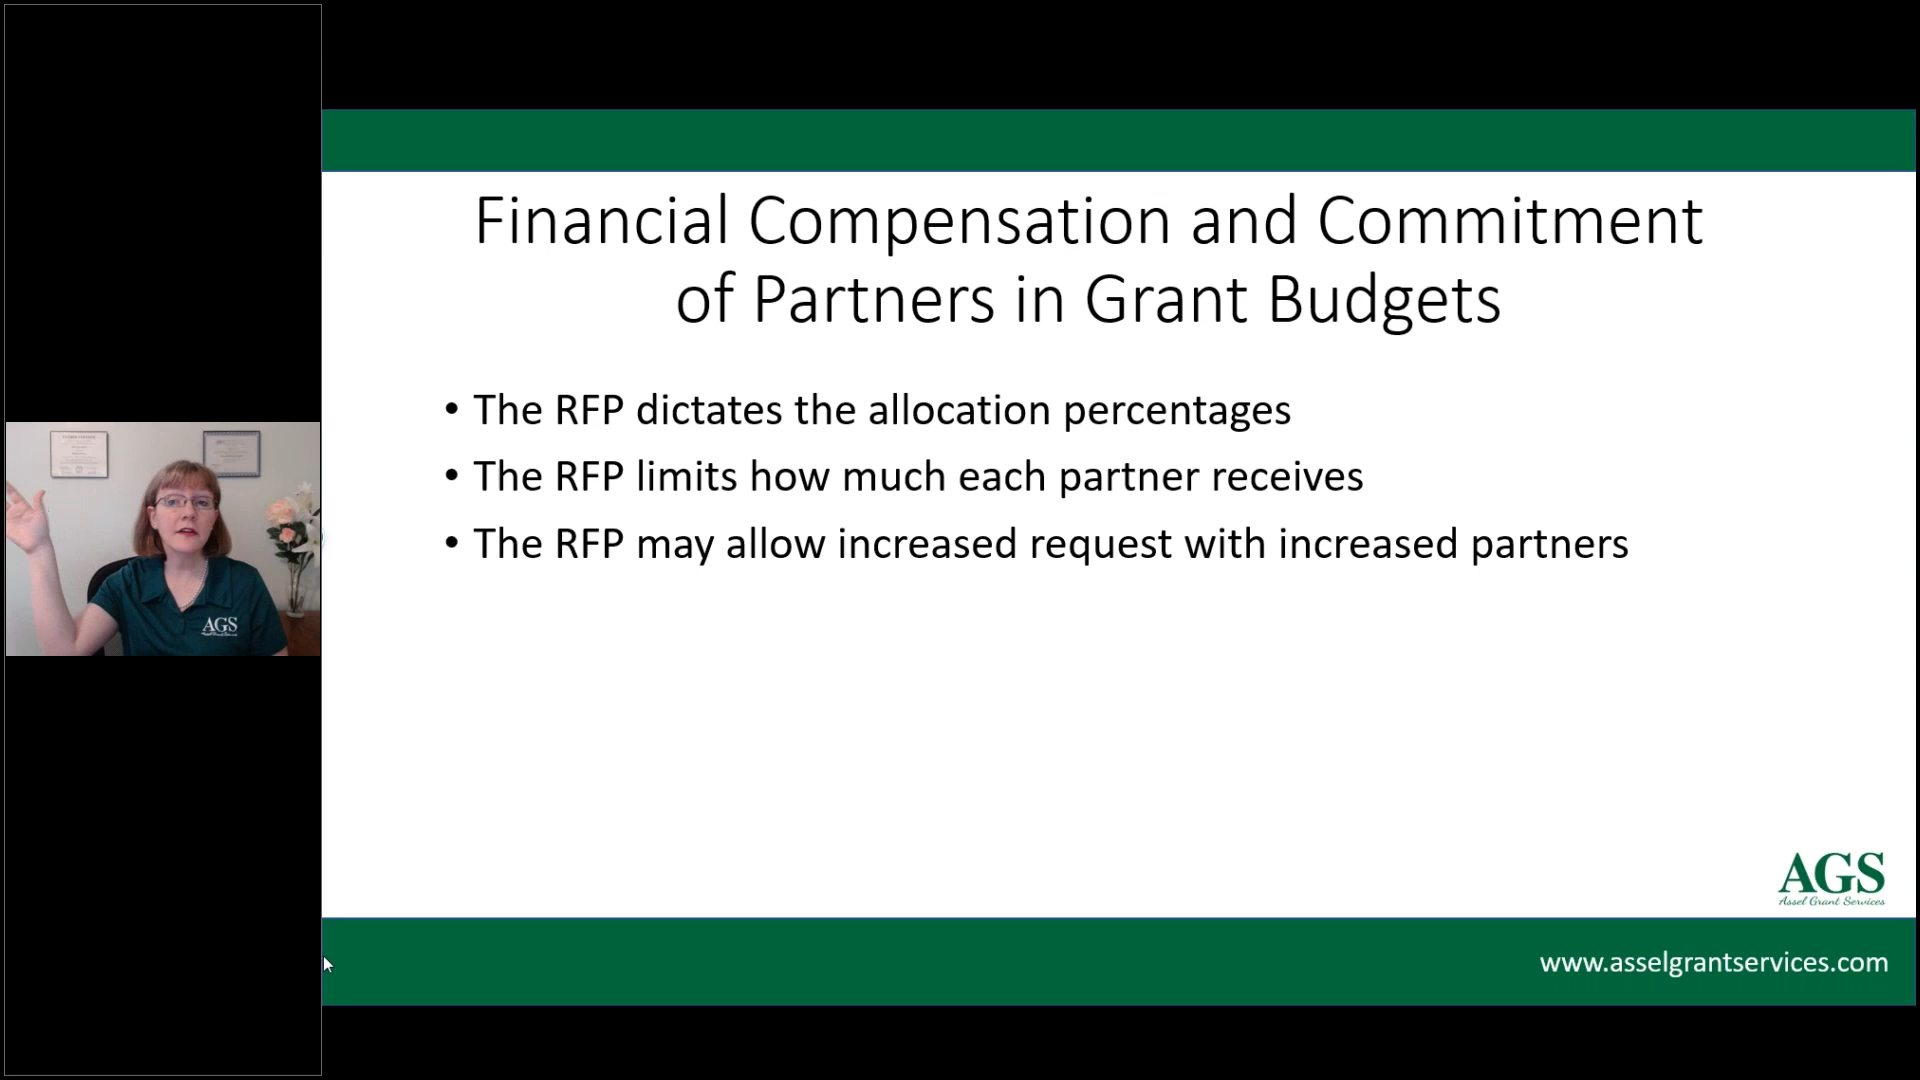 Financial Compensation and Commitment
of Partners in Grant Budgets
• The RFP dictates the allocation percentages
• The RFP limits how much each partner receives
• The RFP may allow increased request with increased partners
AGS
AGS
Assel Grant Services
www.asselgrantservices.com